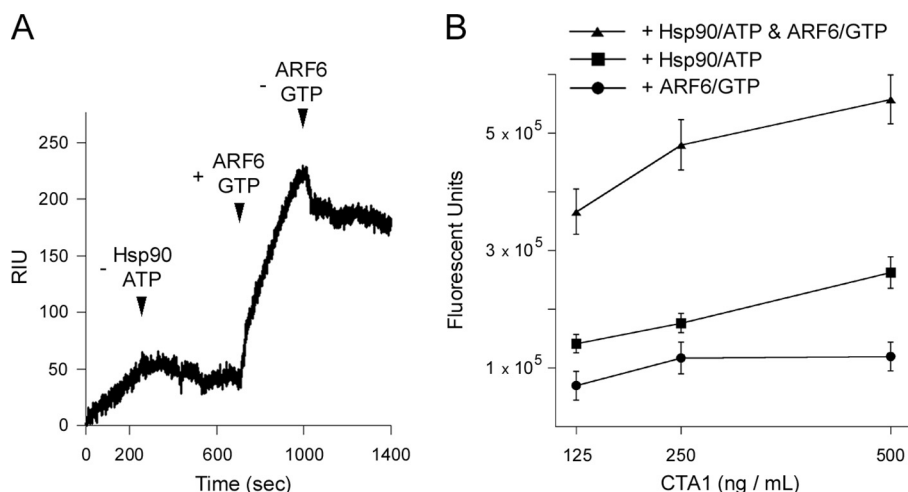 A
- ARF6
GTP
+ ARF6
GTP
- Hsp90
ATP
250
200
150
100
50
0
RIU
0 200 600 1000 1400
Time (sec)
B
+ Hsp90/ATP & ARF6/GTP
+ Hsp90/ATP
+ ARF6/GTP
5 x 10⁵
3 x 10⁵
1 x 10⁵
Fluorescent Units
125 250 500
CTA1 (ng / mL)